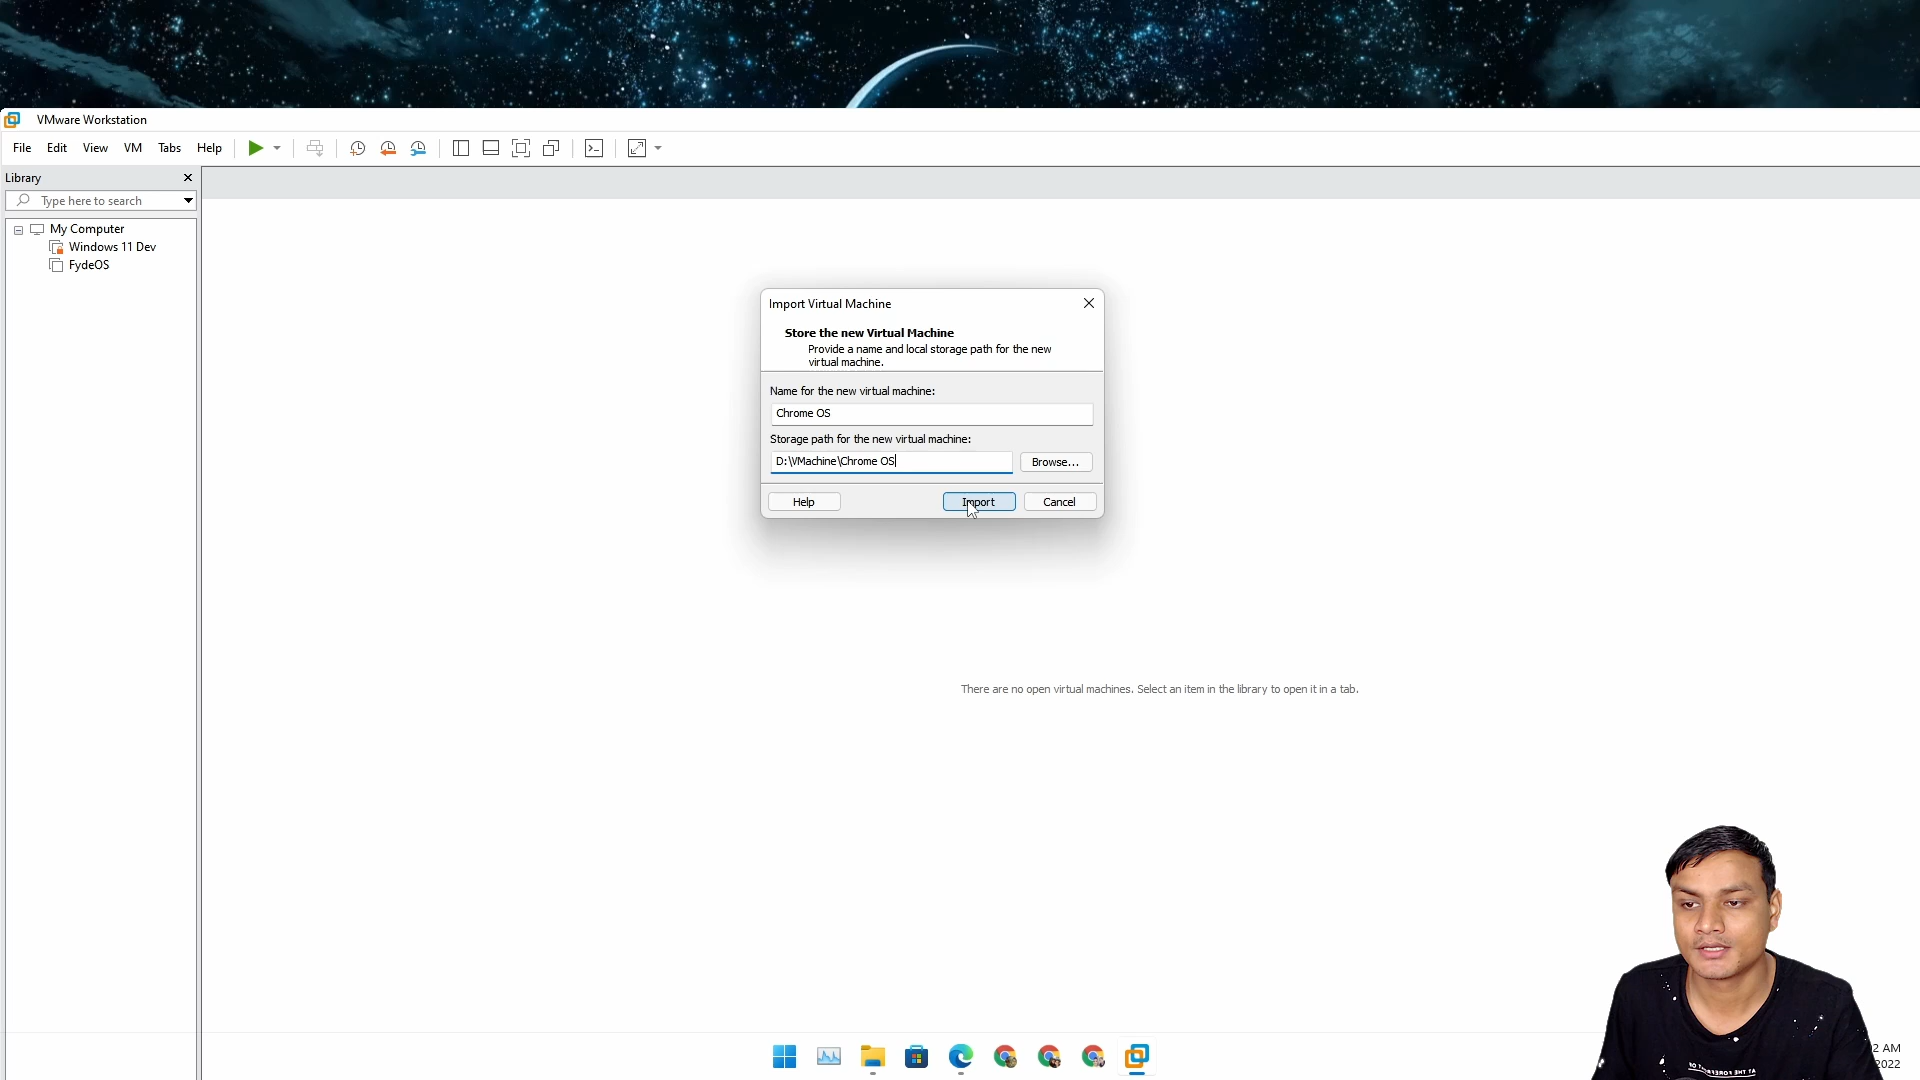 VMware Workstation
File Edit View VM Tabs Help
Library
Type here to search
My Computer
Windows 11 Dev
FydeOS
Import Virtual Machine
Store the new Virtual Machine
Provide a name and local storage path for the new
virtual machine.
Name for the new virtual machine:
Chrome OS
Storage path for the new virtual machine:
D:\VMachine\Chrome OS
Browse...
Help Import Cancel
There are no open virtual machines. Select an item in the library to open it in a tab.
2 AM
2022